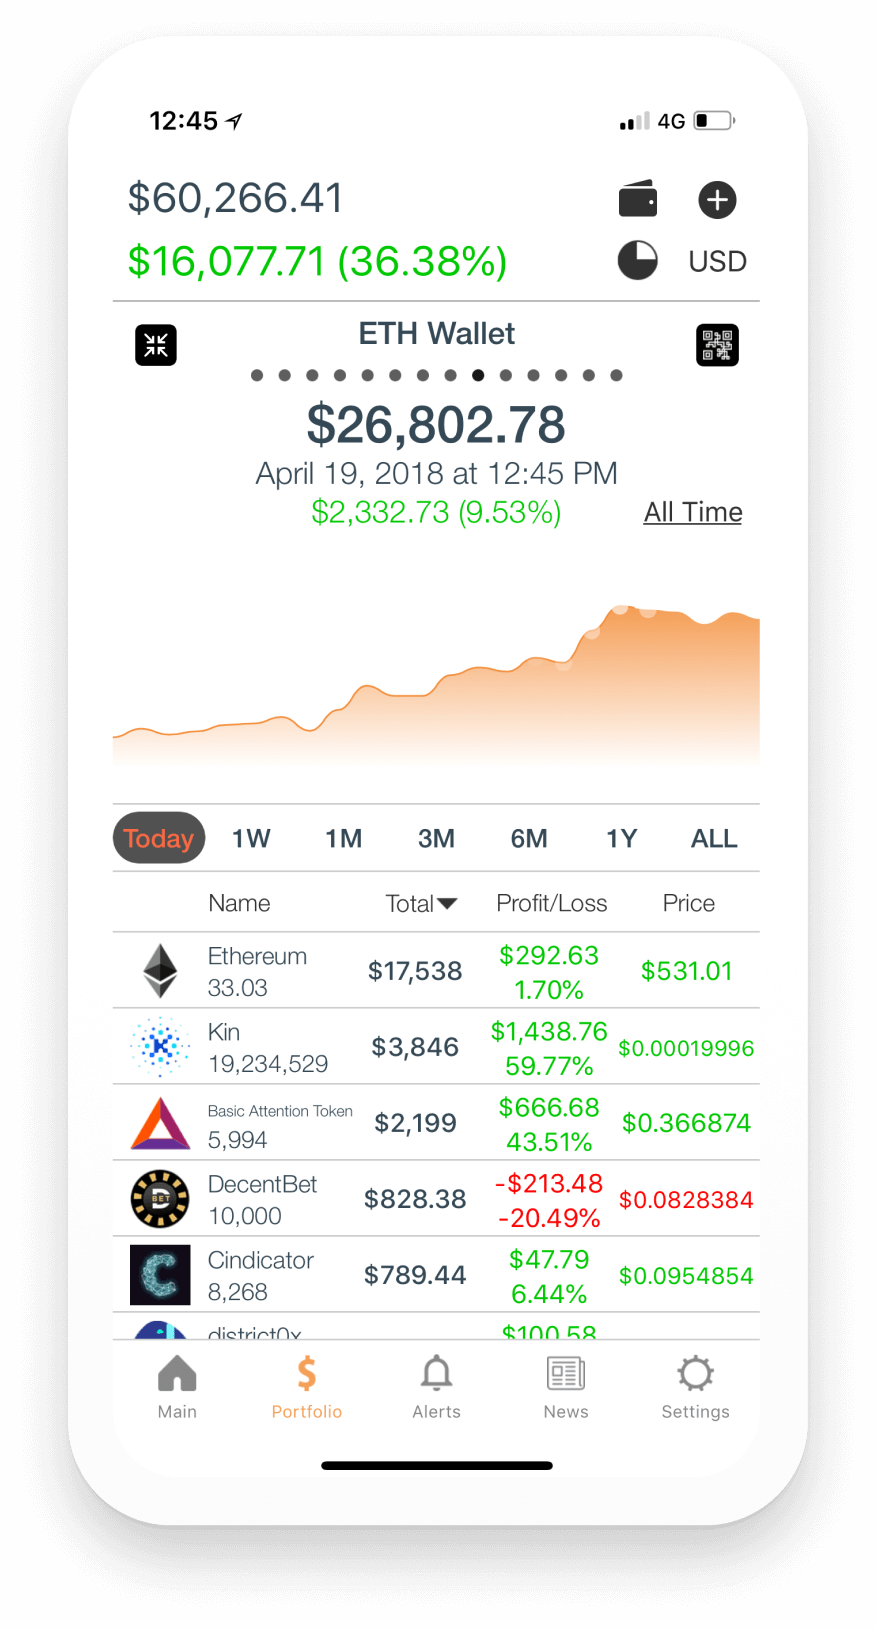 12:45
4G
$60,266.41
$16,077.71 (36.38%)
USD
ETH Wallet
$26,802.78
April 19, 2018 at 12:45 PM
$2,332.73 (9.53%)
All Time
Today 1W 1M 3M 6M 1Y ALL
Name Total Profit/Loss Price
Ethereum
33.03
$17,538
$292.63
1.70%
$531.01
Kin
19,234,529
$3,846
$1,438.76
59.77%
$0.00019996
Basic Attention Token
5,994
$2,199
$666.68
43.51%
$0.366874
DecentBet
10,000
$828.38
-$213.48
-20.49%
$0.0828384
Cindicator
8,268
$789.44
$47.79
6.44%
$0.0954854
district0x
$100.58
Main Portfolio Alerts News Settings